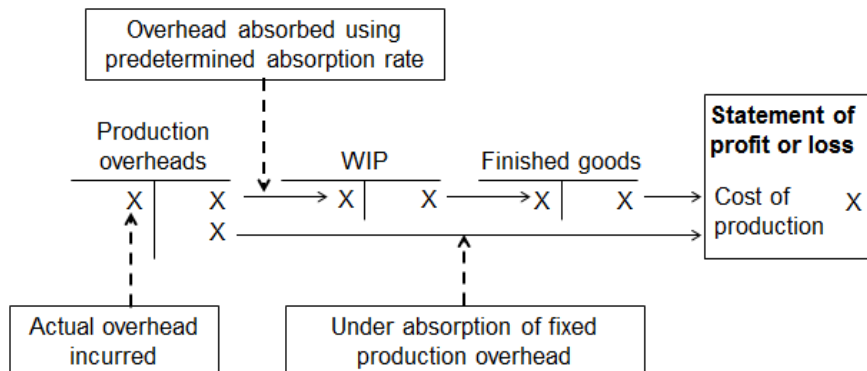 Overhead absorbed using
predetermined absorption rate
Production
overheads
WIP
Finished goods
Statement of
profit or loss
X
X
X
X
X
X
Cost of
production
X
X
Actual overhead
incurred
Under absorption of fixed
production overhead